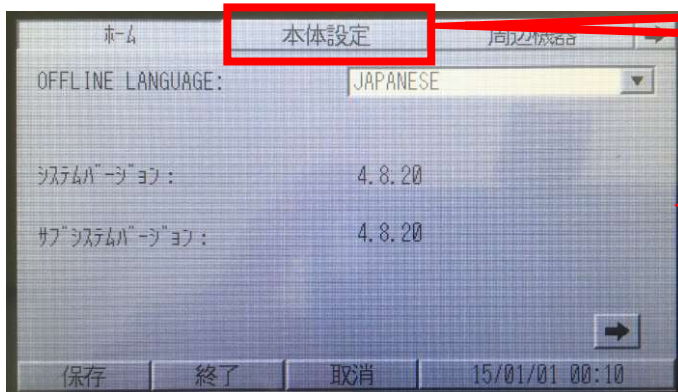 ホーム 本体設定 周辺機器
OFFLINE LANGUAGE: JAPANESE
システムバージョン: 4.8.20
サブシステムバージョン: 4.8.20
保存 終了 取消 15/01/01 00:10